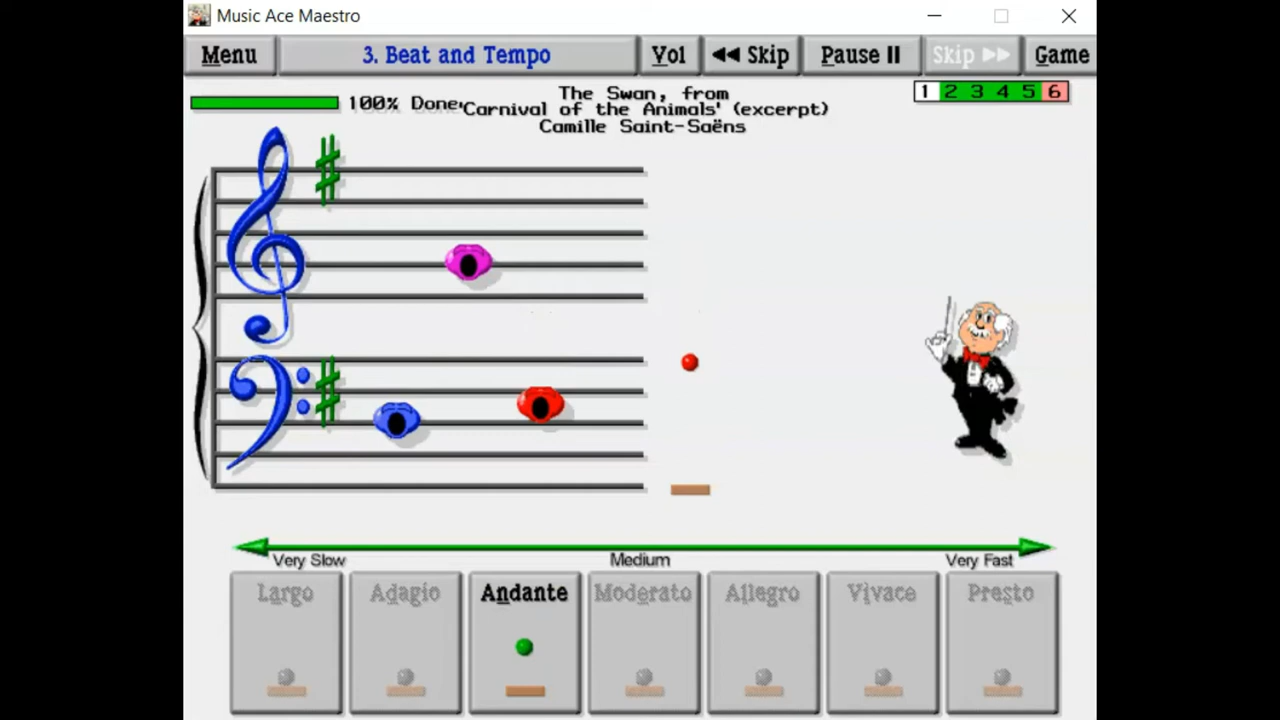 Music Ace Maestro
Menu 3. Beat and Tempo Vol Skip Pause Skip Game
100% Done
The Swan, from
'Carnival of the Animals' (excerpt)
Camille Saint-Saëns
1 2 3 4 5 6
Very Slow Medium Very Fast
Largo Adagio Andante Moderato Allegro Vivace Presto